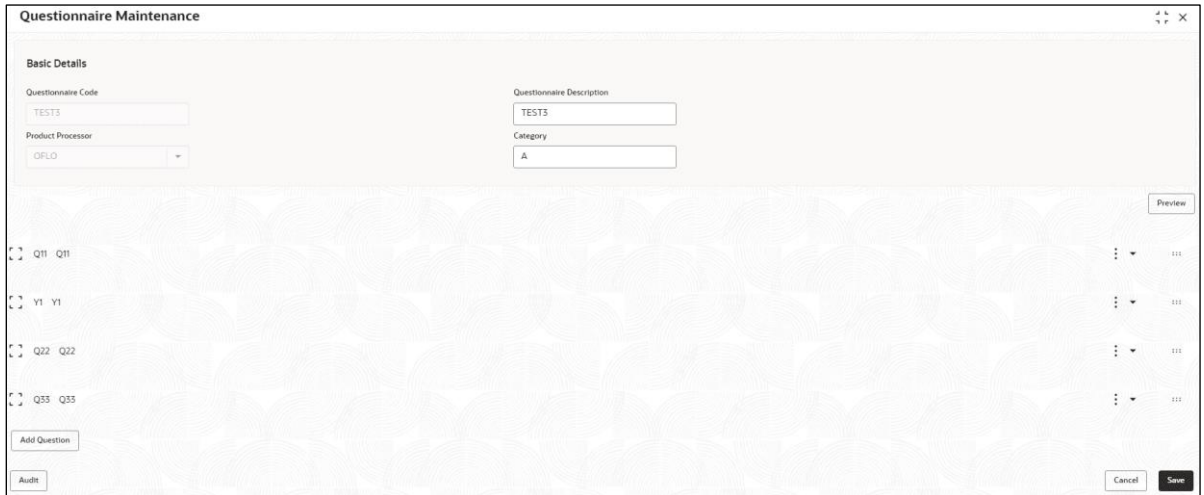 Questionnaire Maintenance
Basic Details
Questionnaire Code
Questionnaire Description
TEST3
TEST3
Product Processor
Category
OFLO
A
Preview
Q11 Q11
Y1 Y1
Q22 Q22
Q33 Q33
Add Question
Audit
Cancel
Save